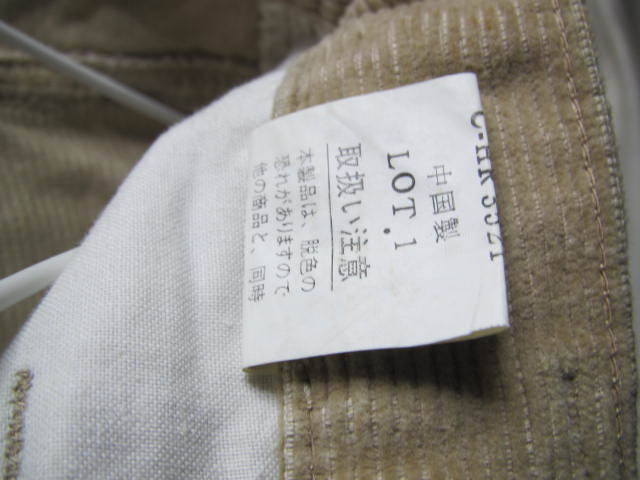 中国製
LOT.1
取扱い注意
本製品は、脱色の
恐れがありますので
他の商品と、同時